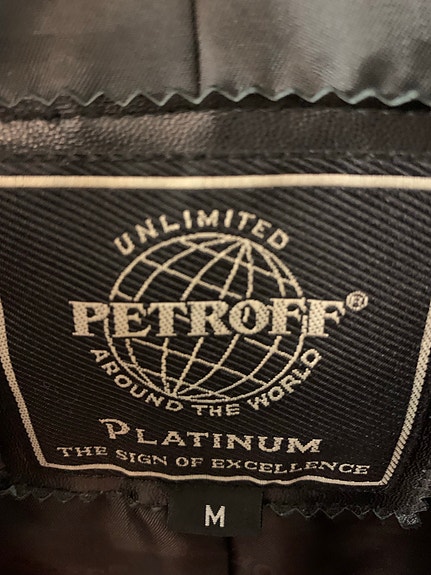 UNLIMITED
PETROFF®
AROUND THE WORLD
PLATINUM
THE SIGN OF EXCELLENCE
M